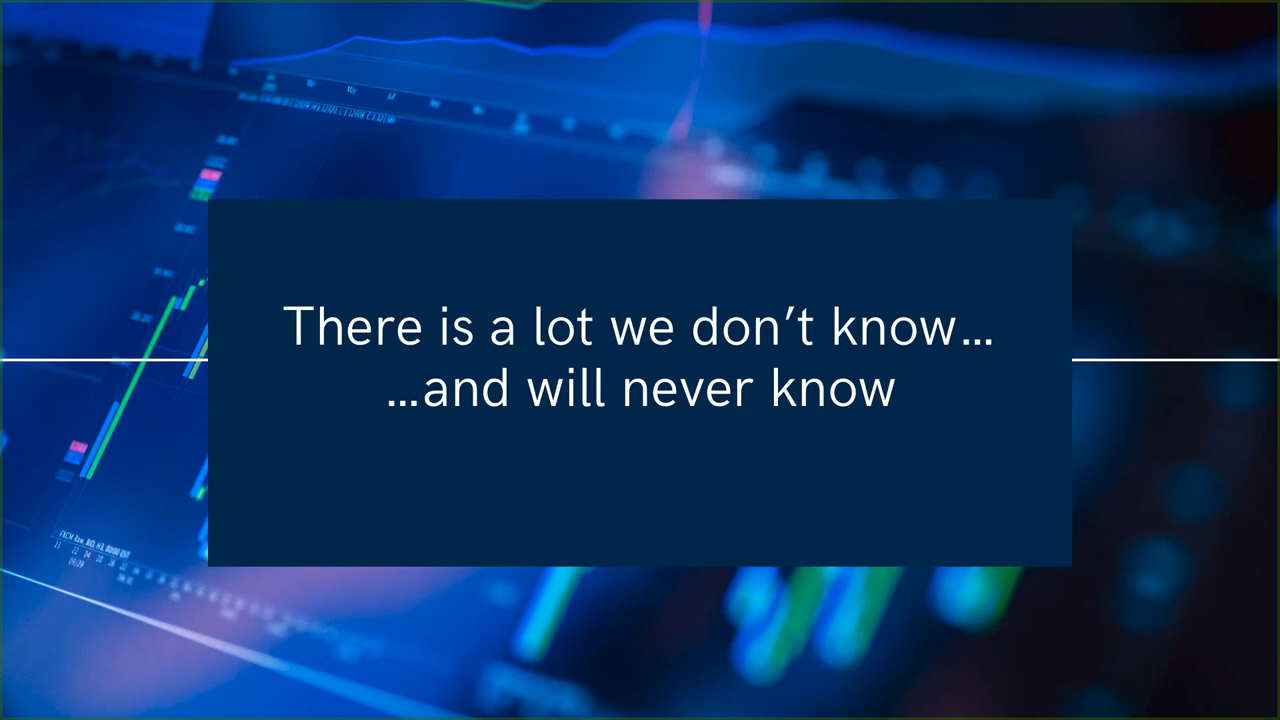 There is a lot we don’t know…
…and will never know